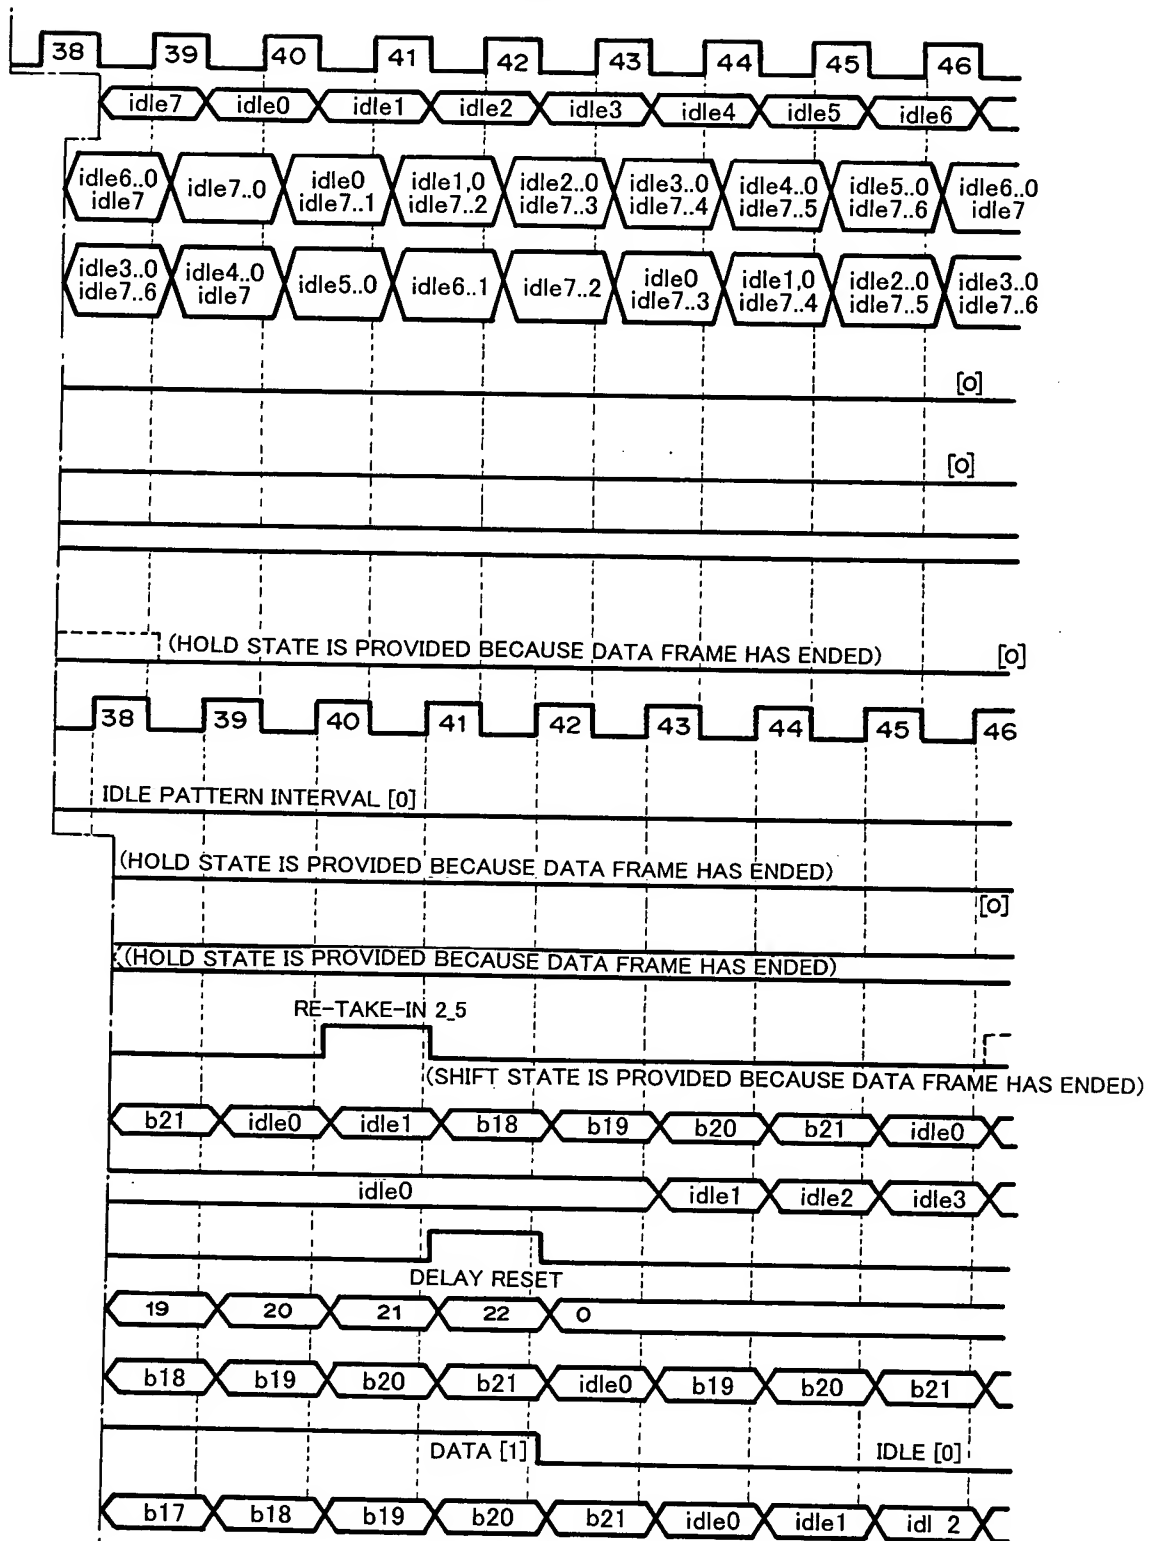 38 39 40 41 42 43 44 45 46
idle7 idle0 idle1 idle2 idle3 idle4 idle5 idle6
idle6..0 idle7..0 idle0 idle1,0 idle2..0 idle3..0 idle4..0 idle5..0 idle6..0
idle7 idle7..1 idle7..2 idle7..3 idle7..4 idle7..5 idle7..6 idle7
idle3..0 idle4..0 idle5..0 idle6..1 idle7..2 idle0 idle1,0 idle2..0 idle3..0
idle7..6 idle7 idle7..3 idle7..4 idle7..5 idle7..6
[0]
[0]
(HOLD STATE IS PROVIDED BECAUSE DATA FRAME HAS ENDED) [0]
38 39 40 41 42 43 44 45 46
IDLE PATTERN INTERVAL [0]
(HOLD STATE IS PROVIDED BECAUSE DATA FRAME HAS ENDED)
[0]
(HOLD STATE IS PROVIDED BECAUSE DATA FRAME HAS ENDED)
RE-TAKE-IN 2_5
(SHIFT STATE IS PROVIDED BECAUSE DATA FRAME HAS ENDED)
b21 idle0 idle1 b18 b19 b20 b21 idle0
idle0 idle1 idle2 idle3
DELAY RESET
19 20 21 22 0
b18 b19 b20 b21 idle0 b19 b20 b21
DATA [1] IDLE [0]
b17 b18 b19 b20 b21 idle0 idle1 idl 2